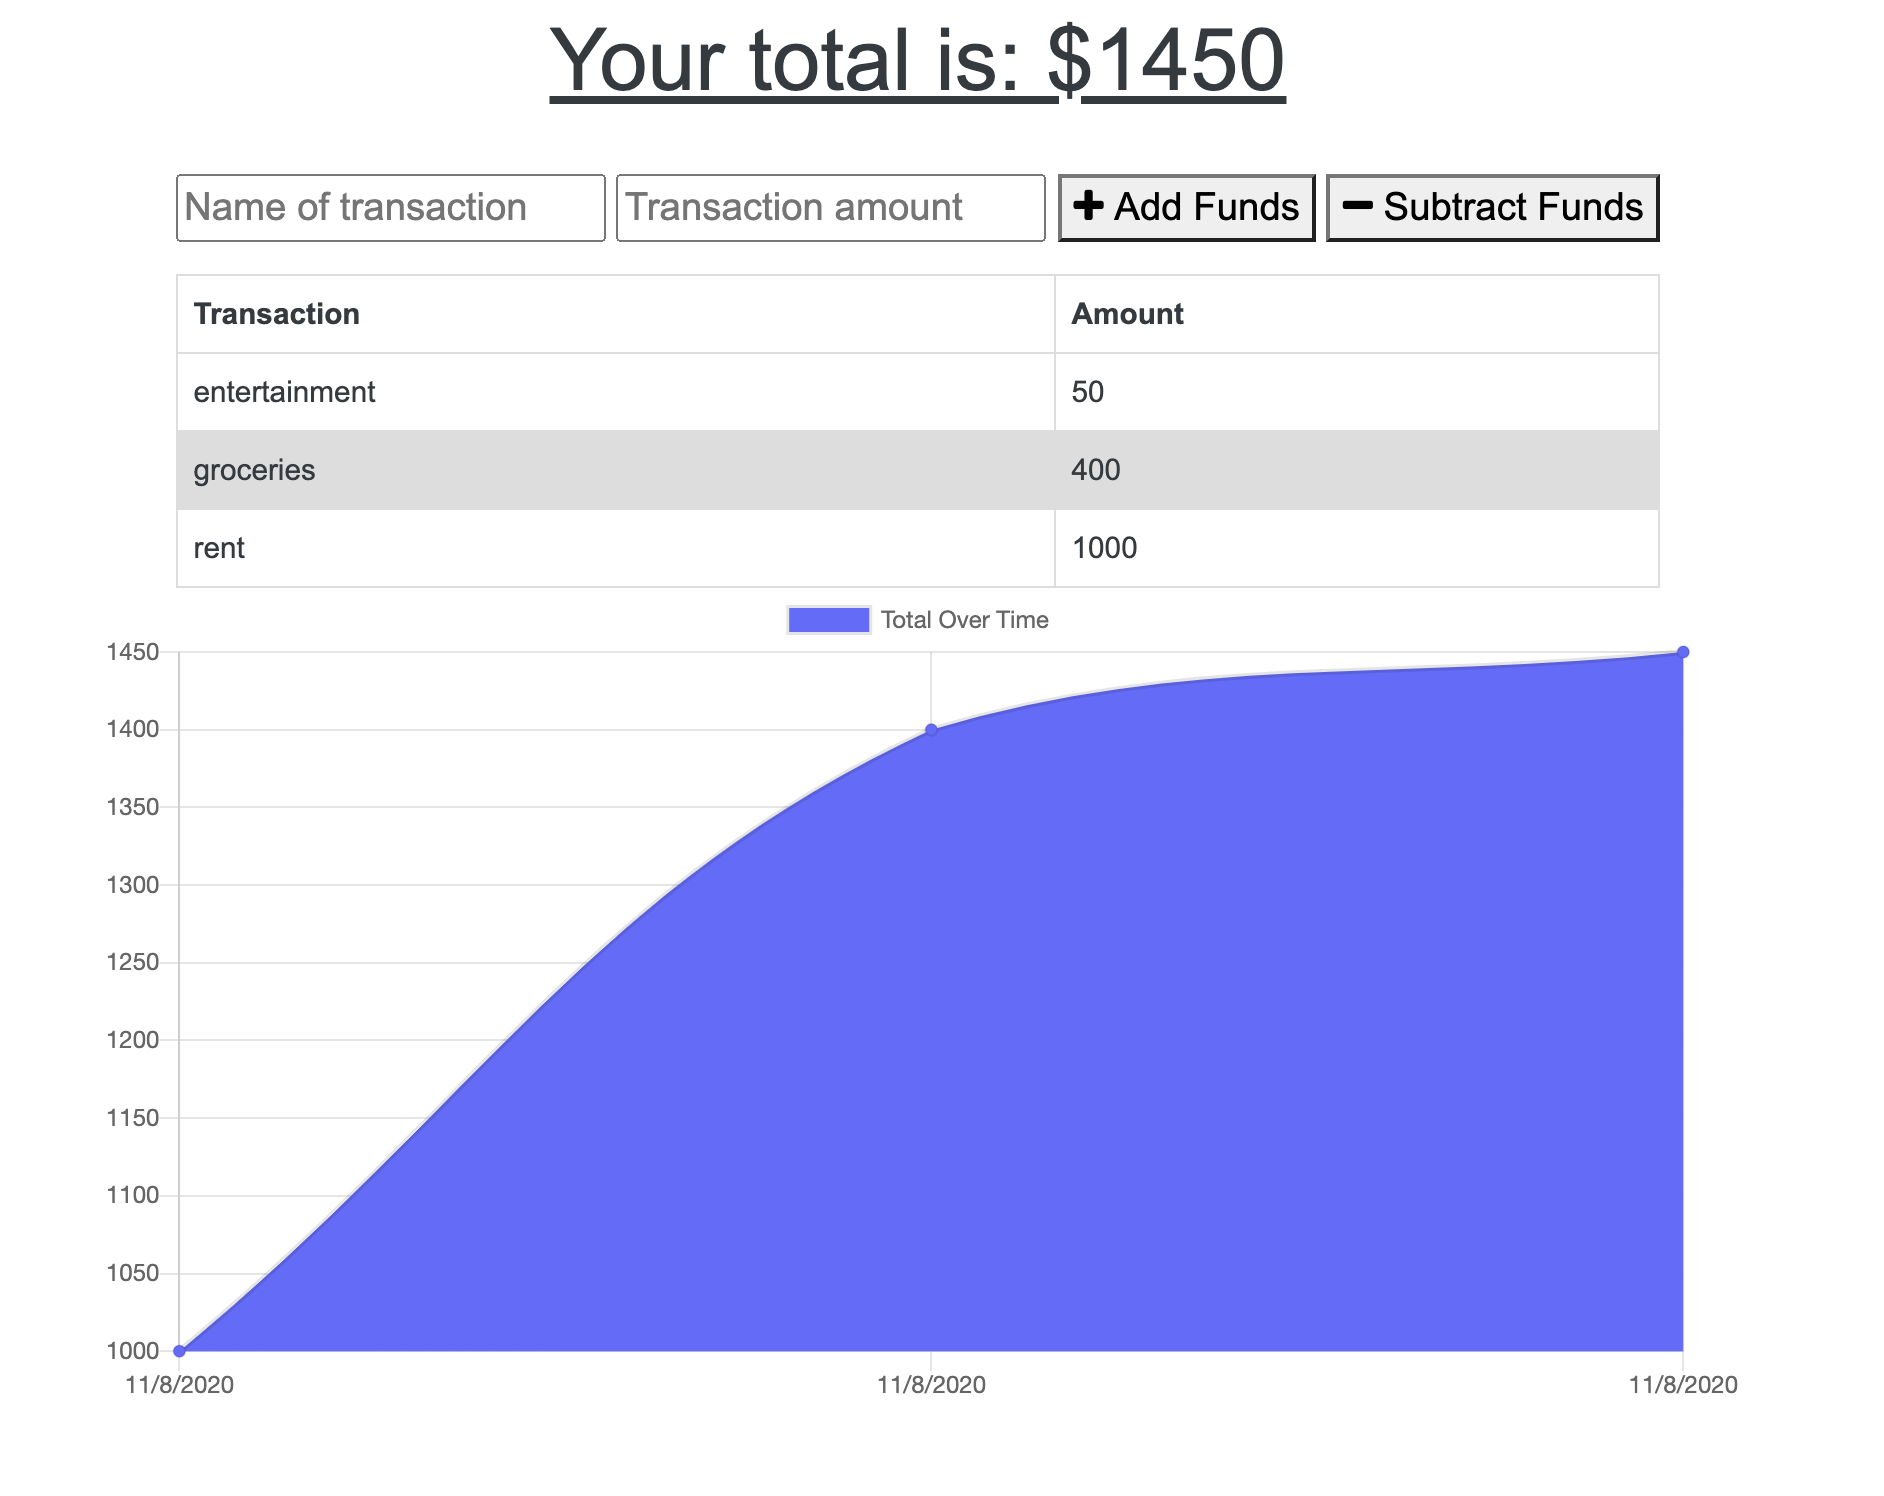 Your total is: $1450
Name of transaction Transaction amount Add Funds Subtract Funds
Transaction Amount
entertainment 50
groceries 400
rent 1000
Total Over Time
1450
1400
1350
1300
1250
1200
1150
1100
1050
1000
11/8/2020 11/8/2020 11/8/2020